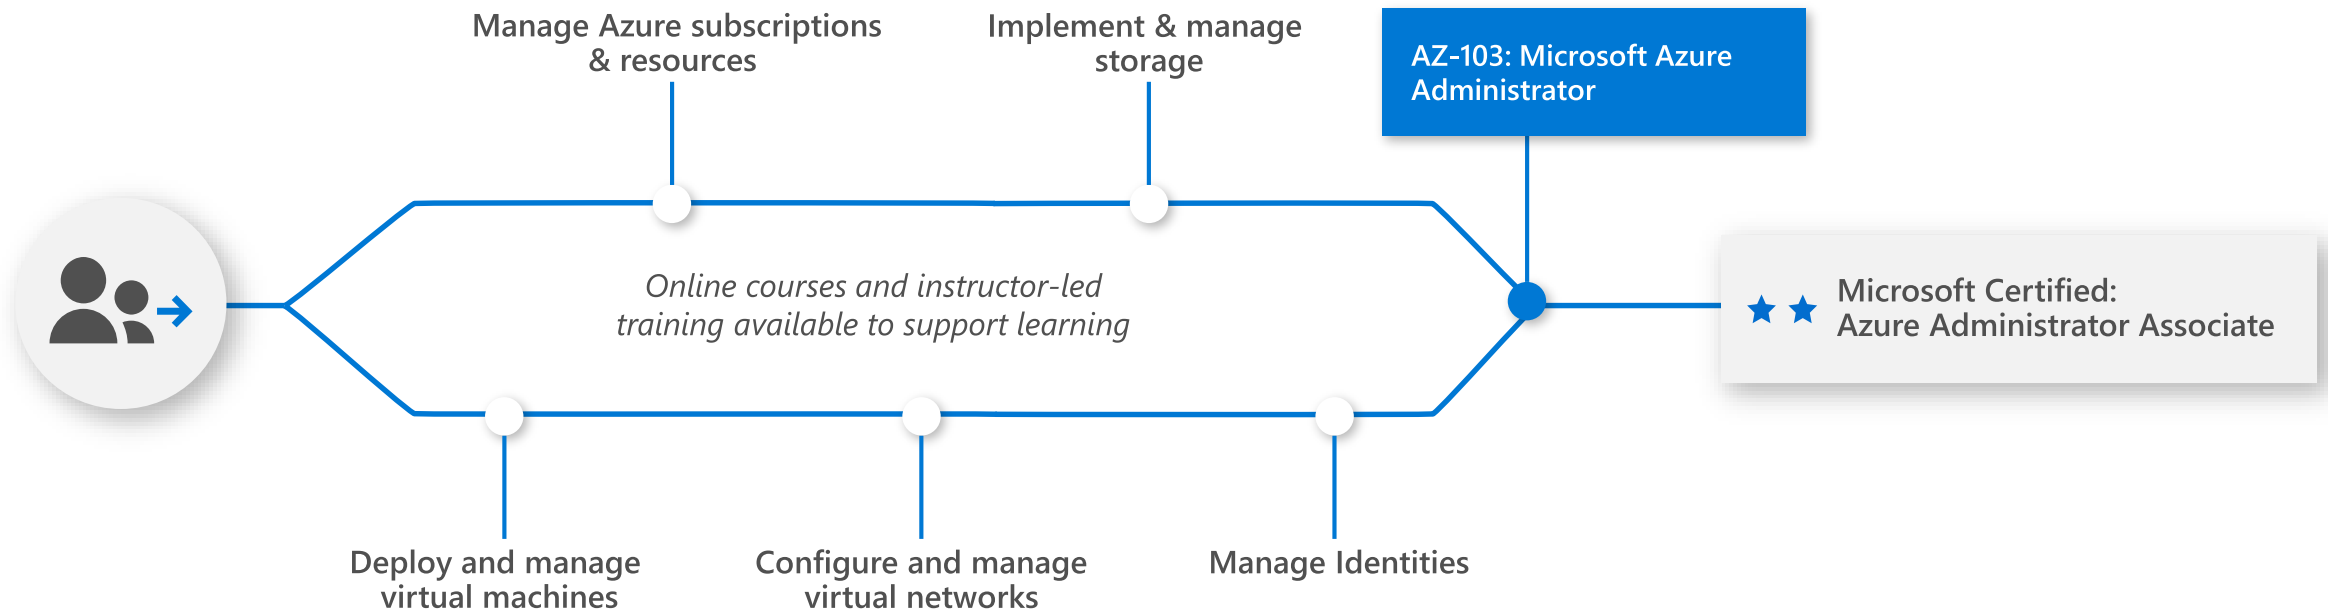 Manage Azure subscriptions
& resources
Implement & manage
storage
AZ-103: Microsoft Azure
Administrator
Online courses and instructor-led
training available to support learning
Microsoft Certified:
Azure Administrator Associate
Deploy and manage
virtual machines
Configure and manage
virtual networks
Manage Identities